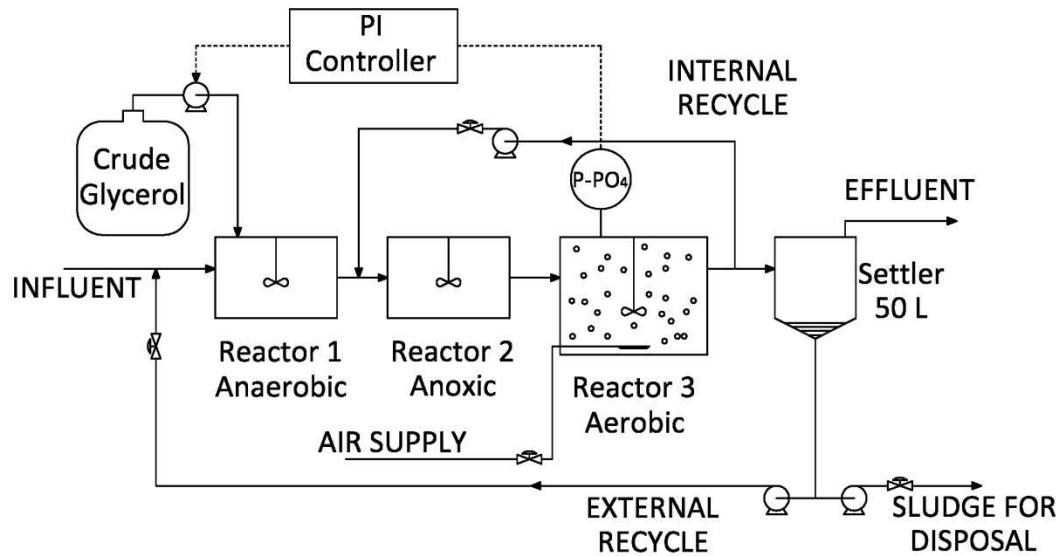 PI
Controller
INTERNAL
RECYCLE
Crude
Glycerol
P-PO₄
EFFLUENT
INFLUENT
Settler
50 L
Reactor 1
Anaerobic
Reactor 2
Anoxic
Reactor 3
Aerobic
AIR SUPPLY
EXTERNAL
RECYCLE
SLUDGE FOR
DISPOSAL